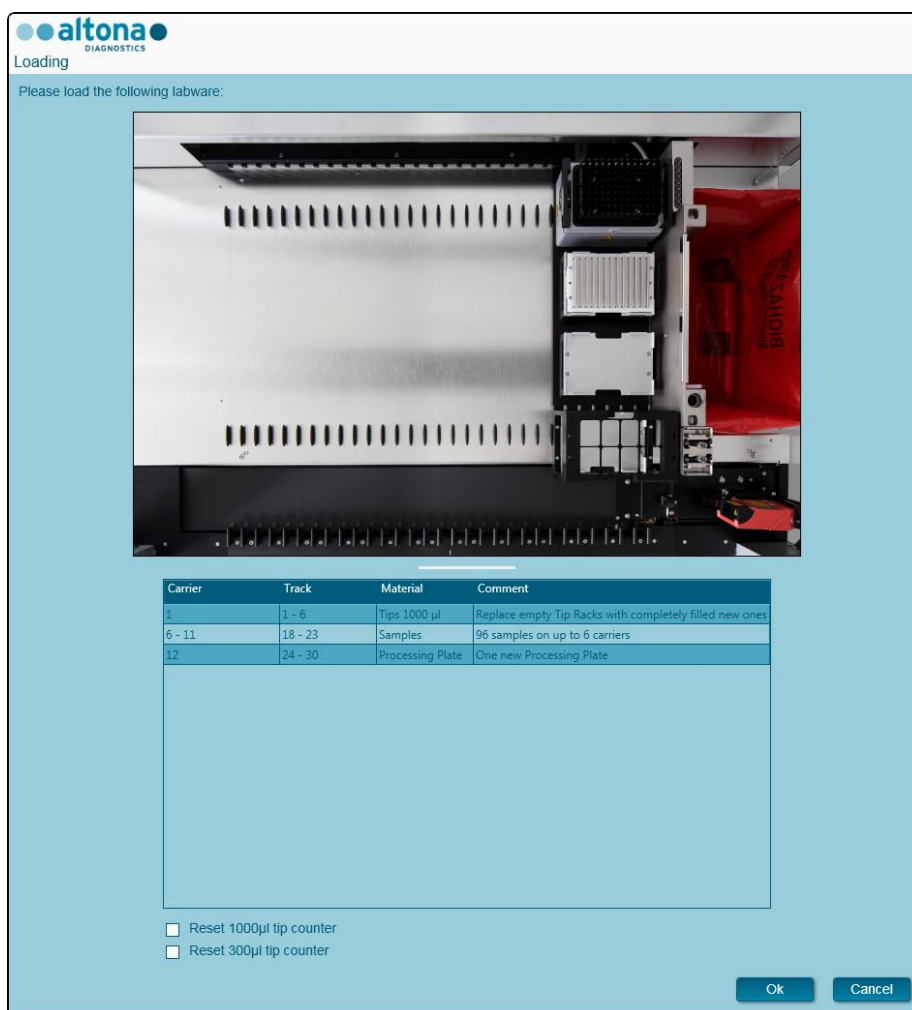 altona
DIAGNOSTICS
Loading
Please load the following labware:
BIOHAZARD
Carrier Track Material Comment
1 1 - 6 Tips 1000 µl Replace empty Tip Racks with completely filled new ones
6 - 11 18 - 23 Samples 96 samples on up to 6 carriers
12 24 - 30 Processing Plate One new Processing Plate
Reset 1000µl tip counter
Reset 300µl tip counter
Ok Cancel